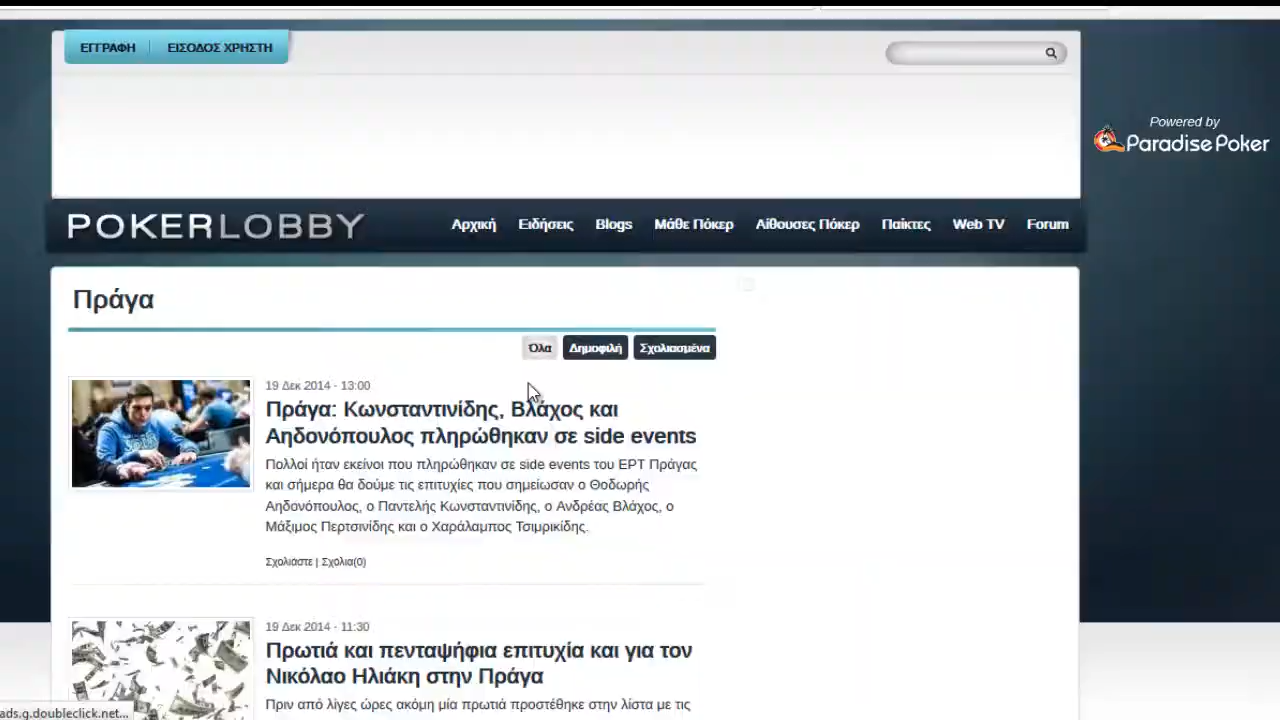 ΕΓΓΡΑΦΗ
ΕΙΣΟΔΟΣ ΧΡΗΣΤΗ
Powered by
Paradise Poker
POKERLOBBY
Αρχική
Ειδήσεις
Blogs
Μάθε Πόκερ
Αίθουσες Πόκερ
Παίκτες
Web TV
Forum
Πράγα
Όλα
Δημοφιλή
Σχολιασμένα
19 Δεκ 2014 - 13:00
Πράγα: Κωνσταντινίδης, Βλάχος και
Αηδονόπουλος πληρώθηκαν σε side events
Πολλοί ήταν εκείνοι που πληρώθηκαν σε side events του ΕΡΤ Πράγας
και σήμερα θα δούμε τις επιτυχίες που σημείωσαν ο Θοδωρής
Αηδονόπουλος, ο Παντελής Κωνσταντινίδης, ο Ανδρέας Βλάχος, ο
Μάξιμος Περτσινίδης και ο Χαράλαμπος Τσιμρικίδης.
Σχολιάστε | Σχολια(0)
19 Δεκ 2014 - 11:30
Πρωτιά και πενταψήφια επιτυχία και για τον
Νικόλαο Ηλιάκη στην Πράγα
Πριν από λίγες ώρες ακόμη μία πρωτιά προστέθηκε στην λίστα με τις
ads.g.doubleclick.net...